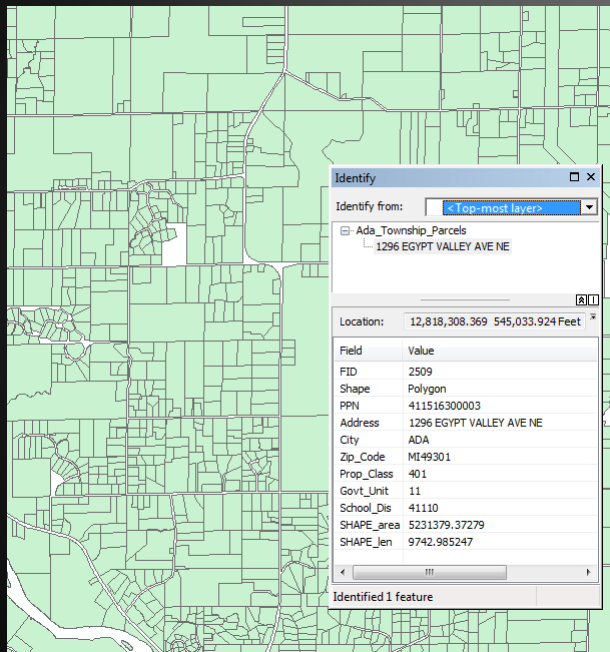 Identify
Identify from: <Top-most layer>
Ada_Township_Parcels
1296 EGYPT VALLEY AVE NE
Location: 12,818,308.369 545,033.924 Feet
Field Value
FID 2509
Shape Polygon
PPN 411516300003
Address 1296 EGYPT VALLEY AVE NE
City ADA
Zip_Code MI49301
Prop_Class 401
Govt_Unit 11
School_Dis 41110
SHAPE_area 5231379.37279
SHAPE_len 9742.985247
Identified 1 feature